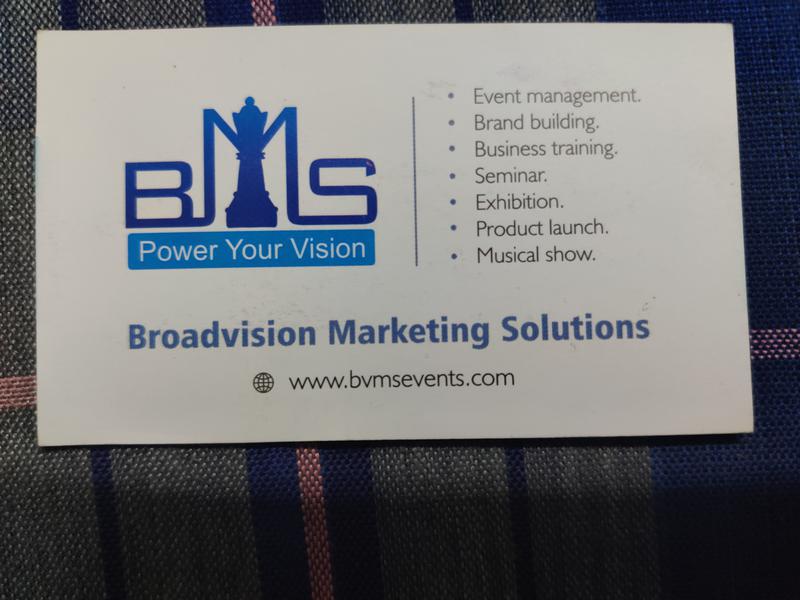 BMS
Power Your Vision
• Event management.
• Brand building.
• Business training.
• Seminar.
• Exhibition.
• Product launch.
• Musical show.
Broadvision Marketing Solutions
www.bvmsevents.com